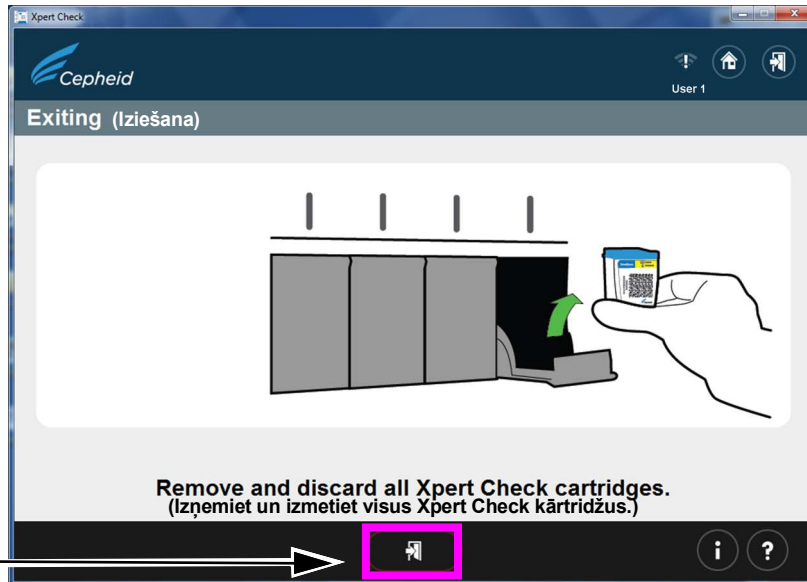 Xpert Check
Cepheid
User 1
Exiting (Iziešana)
Remove and discard all Xpert Check cartridges.
(Izņemiet un izmetiet visus Xpert Check kārtridžus.)
i ?